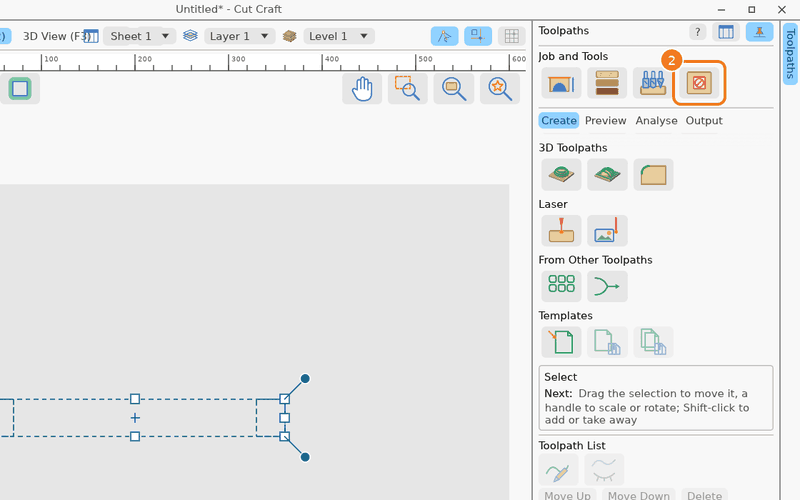 Untitled* - Cut Craft
3D View (F3)
Sheet 1
Layer 1
Level 1
100
200
300
400
500
600
Toolpaths
?
Toolpaths
Job and Tools
2
Create
Preview
Analyse
Output
3D Toolpaths
Laser
From Other Toolpaths
Templates
Select
Next: Drag the selection to move it, a
handle to scale or rotate; Shift-click to
add or take away
Toolpath List
Move Up
Move Down
Delete